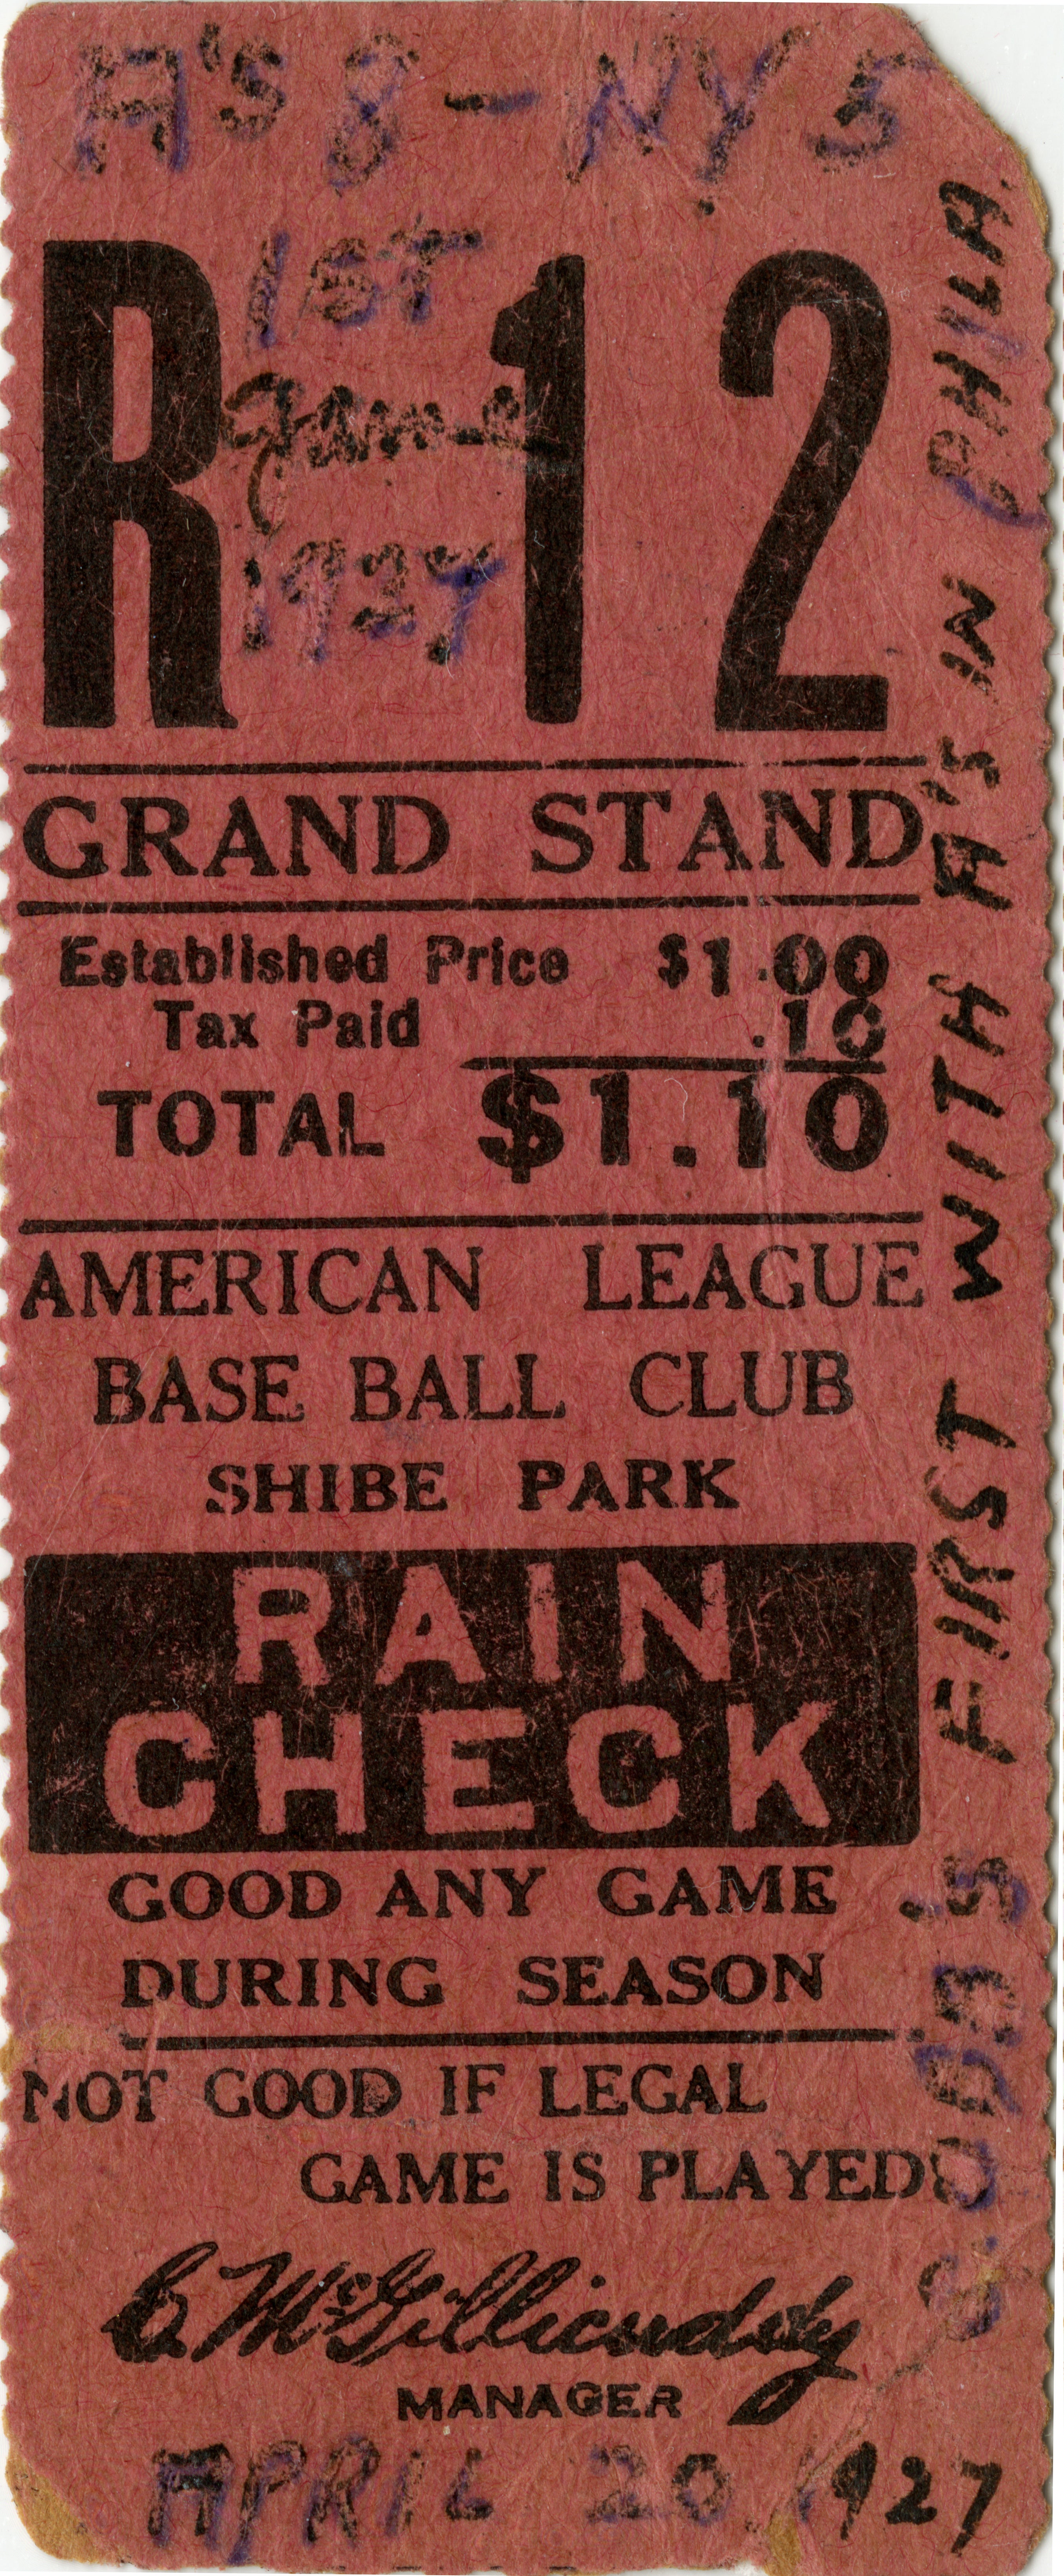 A's 8 - NY 5
1ST
game
1927
R 12
GRAND STAND
Established Price $1.00
Tax Paid .10
TOTAL $1.10
AMERICAN LEAGUE
BASE BALL CLUB
SHIBE PARK
RAIN
CHECK
GOOD ANY GAME
DURING SEASON
NOT GOOD IF LEGAL
GAME IS PLAYED
C. McGillicuddy
MANAGER
APRIL 20, 1927
COBB'S FIRST WITH A'S IN PHILA.